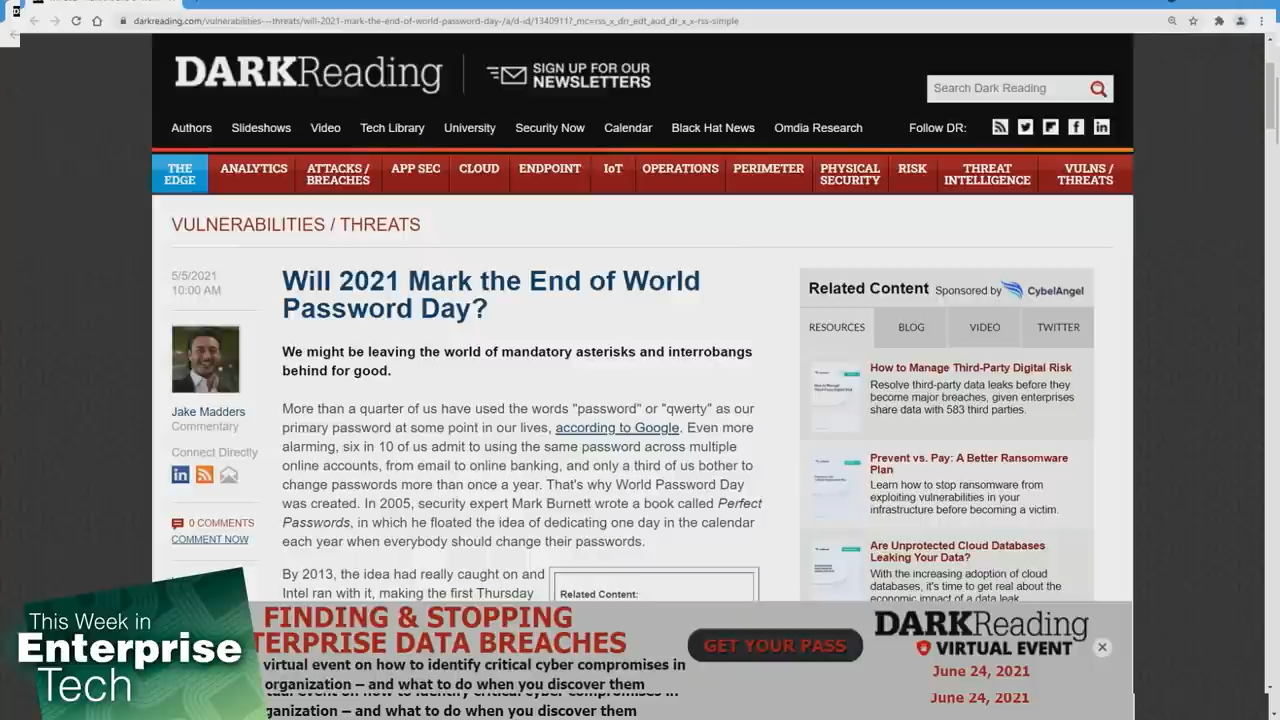 darkreading.com/vulnerabilities---threats/will-2021-mark-the-end-of-world-password-day-/a/d-id/1340911?_mc=rss_x_drr_edt_aud_dr_x_x-rss-simple
DARKReading
SIGN UP FOR OUR
NEWSLETTERS
Search Dark Reading
Authors Slideshows Video Tech Library University Security Now Calendar Black Hat News Omdia Research Follow DR:
THE EDGE ANALYTICS ATTACKS / BREACHES APP SEC CLOUD ENDPOINT IoT OPERATIONS PERIMETER PHYSICAL SECURITY RISK THREAT INTELLIGENCE VULNS / THREATS
VULNERABILITIES / THREATS
5/5/2021
10:00 AM
Jake Madders
Commentary
Connect Directly
0 COMMENTS
COMMENT NOW
Will 2021 Mark the End of World
Password Day?
We might be leaving the world of mandatory asterisks and interrobangs
behind for good.
More than a quarter of us have used the words "password" or "qwerty" as our
primary password at some point in our lives, according to Google. Even more
alarming, six in 10 of us admit to using the same password across multiple
online accounts, from email to online banking, and only a third of us bother to
change passwords more than once a year. That's why World Password Day
was created. In 2005, security expert Mark Burnett wrote a book called Perfect
Passwords, in which he floated the idea of dedicating one day in the calendar
each year when everybody should change their passwords.
By 2013, the idea had really caught on and
Intel ran with it, making the first Thursday
Related Content:
Related Content Sponsored by CybelAngel
RESOURCES BLOG VIDEO TWITTER
How to Manage Third-Party Digital Risk
Resolve third-party data leaks before they
become major breaches, given enterprises
share data with 583 third parties.
Prevent vs. Pay: A Better Ransomware
Plan
Learn how to stop ransomware from
exploiting vulnerabilities in your
infrastructure before becoming a victim.
Are Unprotected Cloud Databases
Leaking Your Data?
With the increasing adoption of cloud
databases, it's time to get real about the
economic impact of a data leak.
This Week in
Enterprise
Tech
FINDING & STOPPING
TERPRISE DATA BREACHES
virtual event on how to identify critical cyber compromises in
organization – and what to do when you discover them
ganization – and what to do when you discover them
GET YOUR PASS
DARKReading
VIRTUAL EVENT
June 24, 2021
June 24, 2021